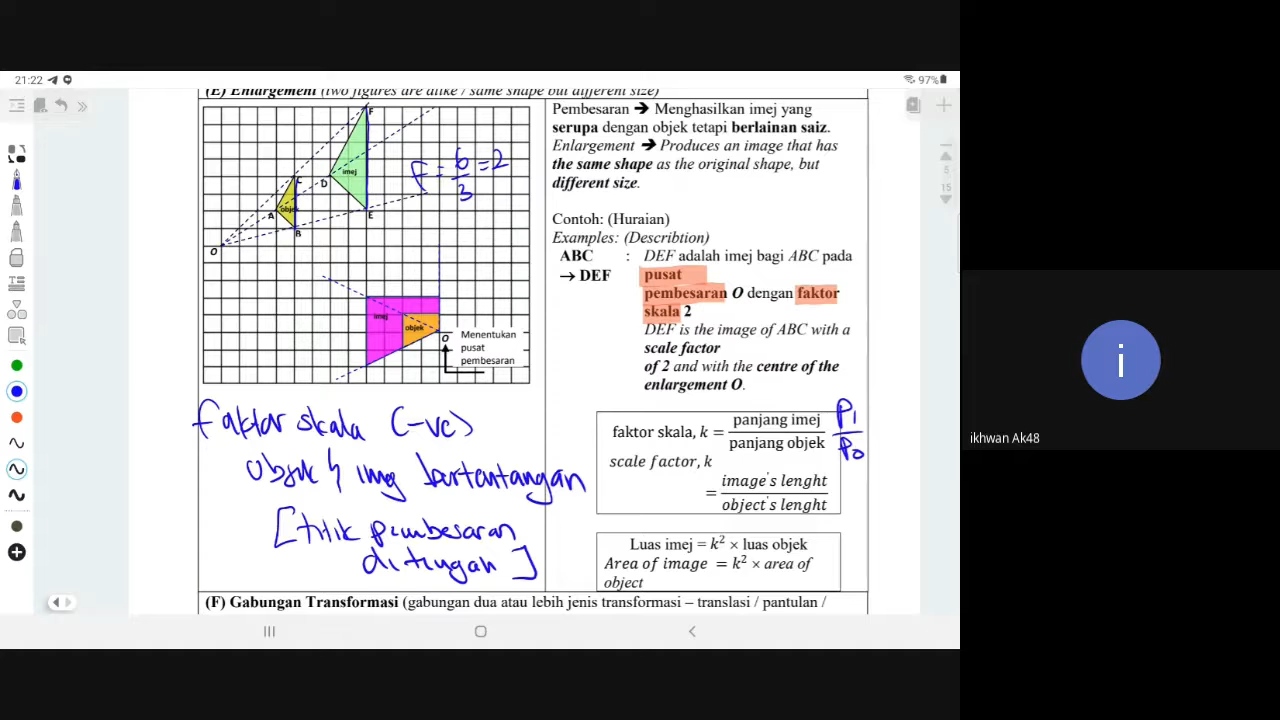 21:22
97%
(E) Enlargement (two figures are alike / same shape but different size)
F
C
D
imej
F = 6/3 = 2
A
objek
B
E
O
imej
objek
O
Menentukan
pusat
pembesaran
Pembesaran ➔ Menghasilkan imej yang
serupa dengan objek tetapi berlainan saiz.
Enlargement ➔ Produces an image that has
the same shape as the original shape, but
different size.
Contoh: (Huraian)
Examples: (Describtion)
ABC : DEF adalah imej bagi ABC pada
→ DEF pusat
pembesaran O dengan faktor
skala 2
DEF is the image of ABC with a
scale factor
of 2 and with the centre of the
enlargement O.
faktor skala (-ve)
objek & imej bertentangan
[titik pembesaran
ditengah]
faktor skala, k = panjang imej / panjang objek
PI / PO
scale factor, k
= image's lenght / object's lenght
Luas imej = k² × luas objek
Area of image = k² × area of
object
(F) Gabungan Transformasi (gabungan dua atau lebih jenis transformasi – translasi / pantulan /
5
15
i
ikhwan Ak48